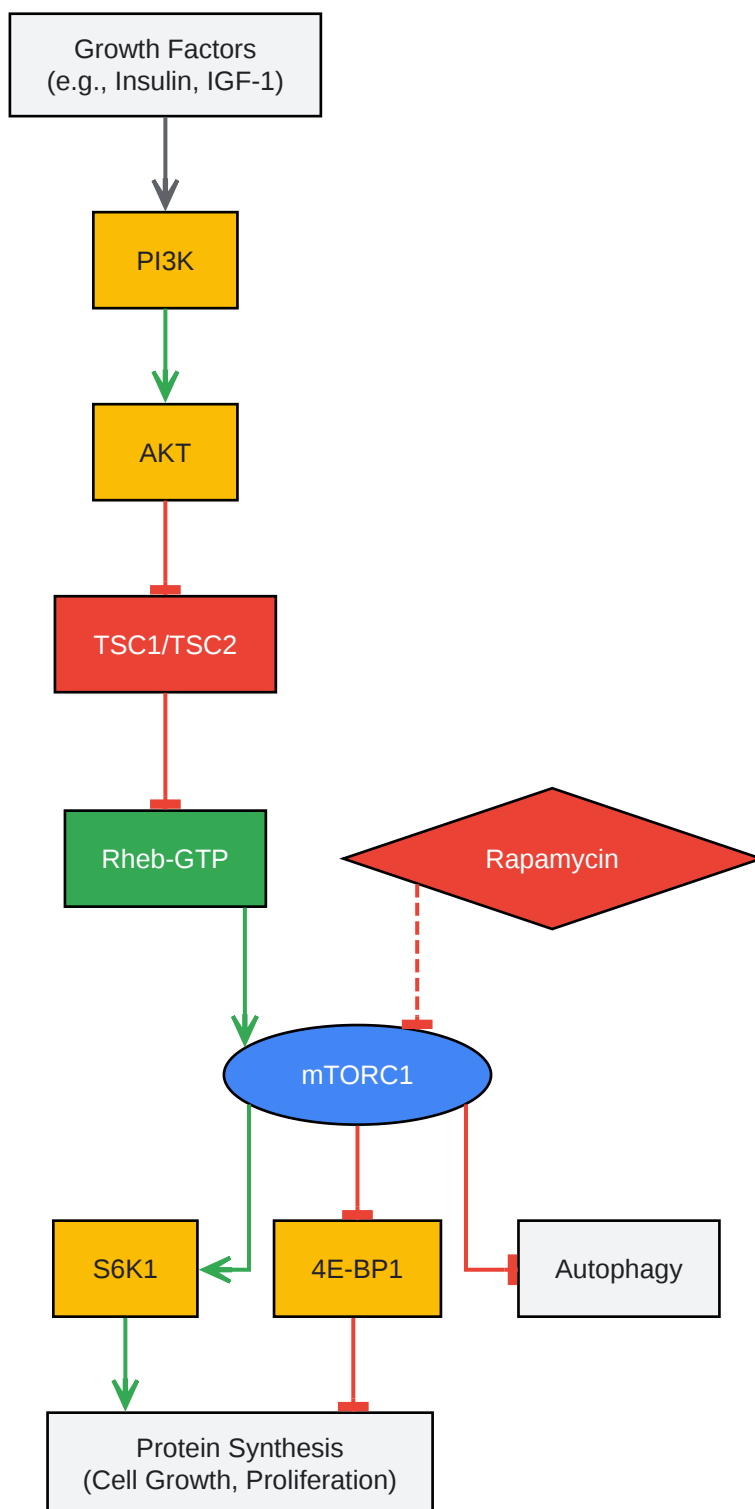 Growth Factors
(e.g., Insulin, IGF-1)
PI3K
AKT
TSC1/TSC2
Rheb-GTP
Rapamycin
mTORC1
S6K1
4E-BP1
Autophagy
Protein Synthesis
(Cell Growth, Proliferation)